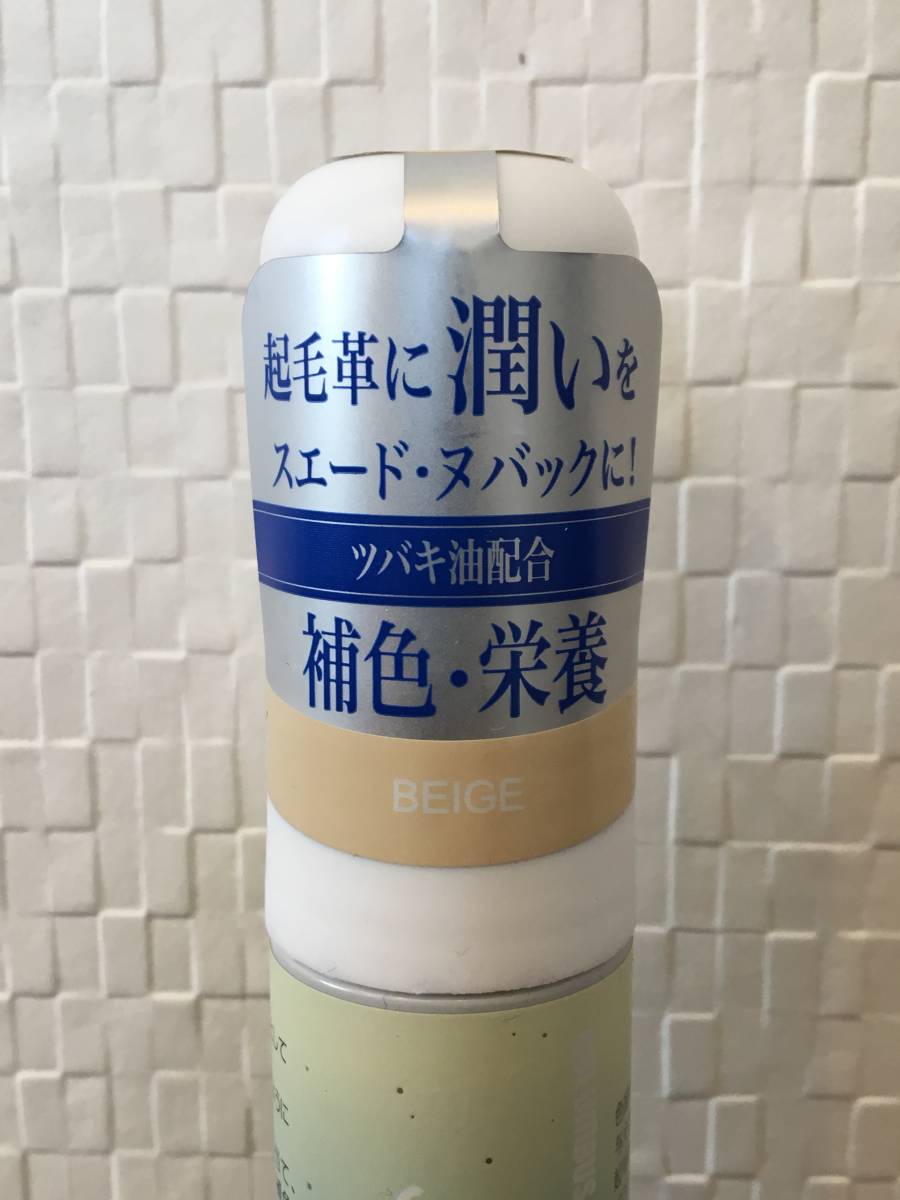 起毛革に潤いを
スエード・ヌバックに!
ツバキ油配合
補色・栄養
BEIGE